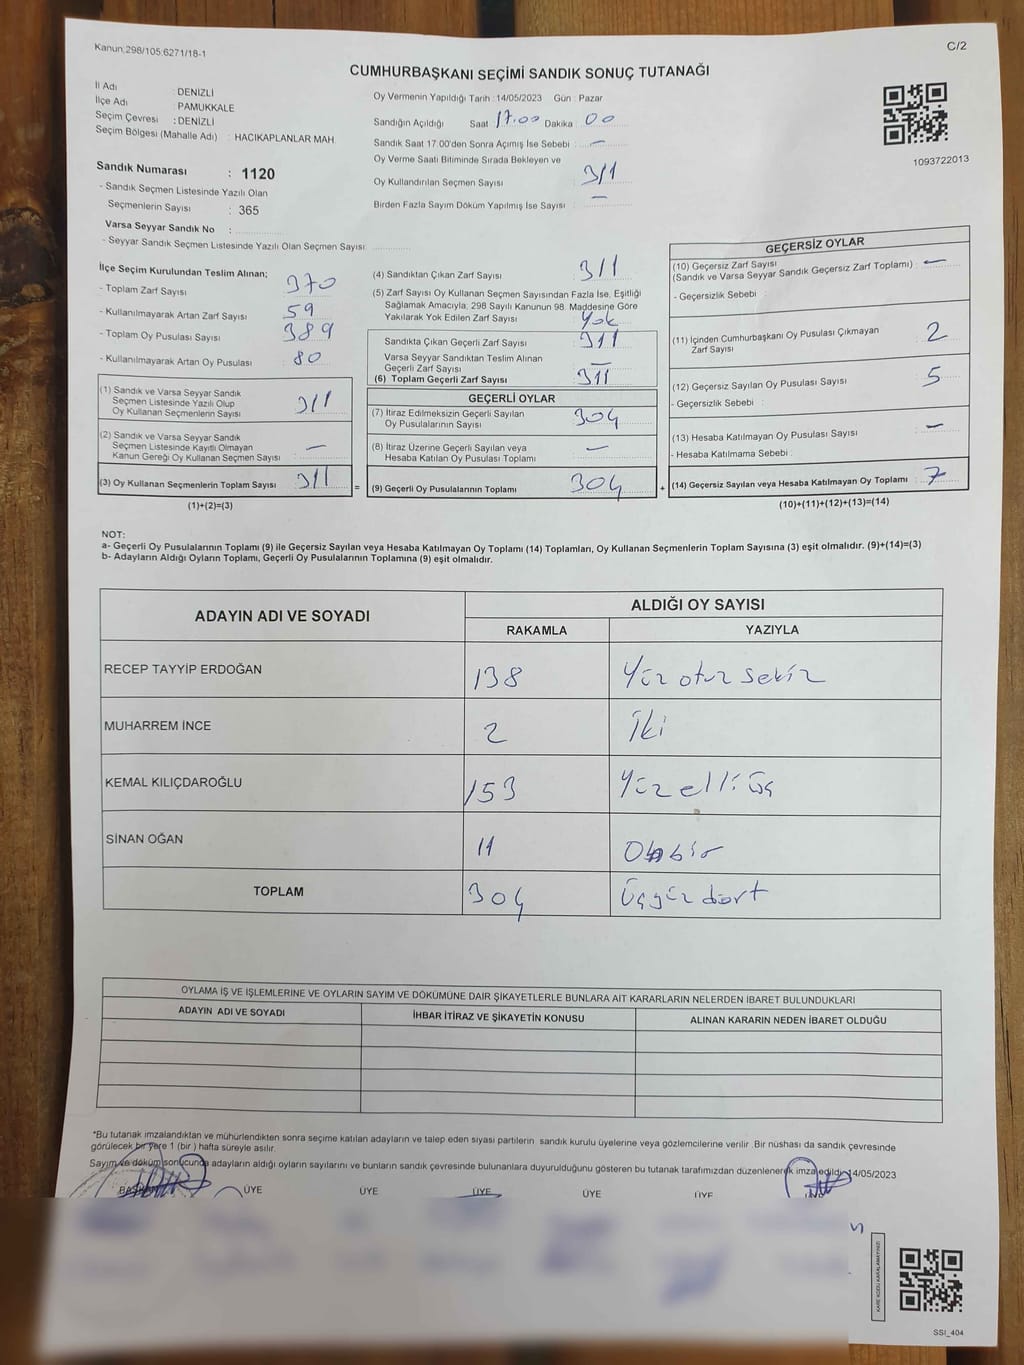 Kanun:298/105:6271/18-1
C/2
CUMHURBAŞKANI SEÇİMİ SANDIK SONUÇ TUTANAĞI
İl Adı : DENİZLİ
İlçe Adı : PAMUKKALE
Seçim Çevresi : DENİZLİ
Seçim Bölgesi (Mahalle Adı) : HACIKAPLANLAR MAH
Sandık Numarası : 1120
- Sandık Seçmen Listesinde Yazılı Olan
Seçmenlerin Sayısı : 365
Varsa Seyyar Sandık No :
- Seyyar Sandık Seçmen Listesinde Yazılı Olan Seçmen Sayısı
Oy Vermenin Yapıldığı Tarih :14/05/2023 Gün : Pazar
Sandığın Açıldığı Saat 17.00 Dakika : 00
Sandık Saat 17.00'den Sonra Açımış İse Sebebi : —
Oy Verme Saati Bitiminde Sırada Bekleyen ve
Oy Kullandırılan Seçmen Sayısı 311
Birden Fazla Sayım Döküm Yapılmış İse Sayısı : —
1093722013
İlçe Seçim Kurulundan Teslim Alınan;
- Toplam Zarf Sayısı : 370
- Kullanılmayarak Artan Zarf Sayısı : 59
- Toplam Oy Pusulası Sayısı : 389
- Kullanılmayarak Artan Oy Pusulası : 80
(1) Sandık ve Varsa Seyyar Sandık
Seçmen Listesinde Yazılı Olup
Oy Kullanan Seçmenlerin Sayısı : 311
(2) Sandık ve Varsa Seyyar Sandık
Seçmen Listesinde Kayıtlı Olmayan
Kanun Gereği Oy Kullanan Seçmen Sayısı : —
(3) Oy Kullanan Seçmenlerin Toplam Sayısı : 311 =
(1)+(2)=(3)
(4) Sandıktan Çıkan Zarf Sayısı : 311
(5) Zarf Sayısı Oy Kullanan Seçmen Sayısından Fazla İse, Eşitliği
Sağlamak Amacıyla; 298 Sayılı Kanunun 98. Maddesine Göre
Yakılarak Yok Edilen Zarf Sayısı : Yok
Sandıkta Çıkan Geçerli Zarf Sayısı : 311
Varsa Seyyar Sandıktan Teslim Alınan
Geçerli Zarf Sayısı : —
(6) Toplam Geçerli Zarf Sayısı : 311
GEÇERLİ OYLAR
(7) İtiraz Edilmeksizin Geçerli Sayılan
Oy Pusulalarının Sayısı : 304
(8) İtiraz Üzerine Geçerli Sayılan veya
Hesaba Katılan Oy Pusulası Toplamı : —
(9) Geçerli Oy Pusulalarının Toplamı : 304 +
GEÇERSİZ OYLAR
(10) Geçersiz Zarf Sayısı
(Sandık ve Varsa Seyyar Sandık Geçersiz Zarf Toplamı) : —
- Geçersizlik Sebebi :
(11) İçinden Cumhurbaşkanı Oy Pusulası Çıkmayan
Zarf Sayısı : 2
(12) Geçersiz Sayılan Oy Pusulası Sayısı : 5
- Geçersizlik Sebebi :
(13) Hesaba Katılmayan Oy Pusulası Sayısı : —
- Hesaba Katılmama Sebebi :
(14) Geçersiz Sayılan veya Hesaba Katılmayan Oy Toplamı : 7
(10)+(11)+(12)+(13)=(14)
NOT:
a- Geçerli Oy Pusulalarının Toplamı (9) ile Geçersiz Sayılan veya Hesaba Katılmayan Oy Toplamı (14) Toplamları, Oy Kullanan Seçmenlerin Toplam Sayısına (3) eşit olmalıdır. (9)+(14)=(3)
b- Adayların Aldığı Oyların Toplamı, Geçerli Oy Pusulalarının Toplamına (9) eşit olmalıdır.
ADAYIN ADI VE SOYADI
ALDIĞI OY SAYISI
RAKAMLA YAZIYLA
RECEP TAYYİP ERDOĞAN 138 Yüz otuz sekiz
MUHARREM İNCE 2 İki
KEMAL KILIÇDAROĞLU 153 Yüz elli üç
SİNAN OĞAN 11 Onbir
TOPLAM 304 Üçyüz dört
OYLAMA İŞ VE İŞLEMLERİNE VE OYLARIN SAYIM VE DÖKÜMÜNE DAİR ŞİKAYETLERLE BUNLARA AİT KARARLARIN NELERDEN İBARET BULUNDUKLARI
ADAYIN ADI VE SOYADI İHBAR İTİRAZ VE ŞİKAYETİN KONUSU ALINAN KARARIN NEDEN İBARET OLDUĞU
*Bu tutanak imzalandıktan ve mühürlendikten sonra seçime katılan adayların ve talep eden siyasi partilerin sandık kurulu üyelerine veya gözlemcilerine verilir. Bir nüshası da sandık çevresinde
görülecek bir yere 1 (bir) hafta süreyle asılır.
Sayım ve döküm sonucunda adayların aldığı oyların sayılarını ve bunların sandık çevresinde bulunanlara duyurulduğunu gösteren bu tutanak tarafımızdan düzenlenerek imza edildi. 14/05/2023
BAŞKAN ÜYE ÜYE ÜYE ÜYE ÜYE
KARE KODU KARALAMAYINIZ!
SSI_404